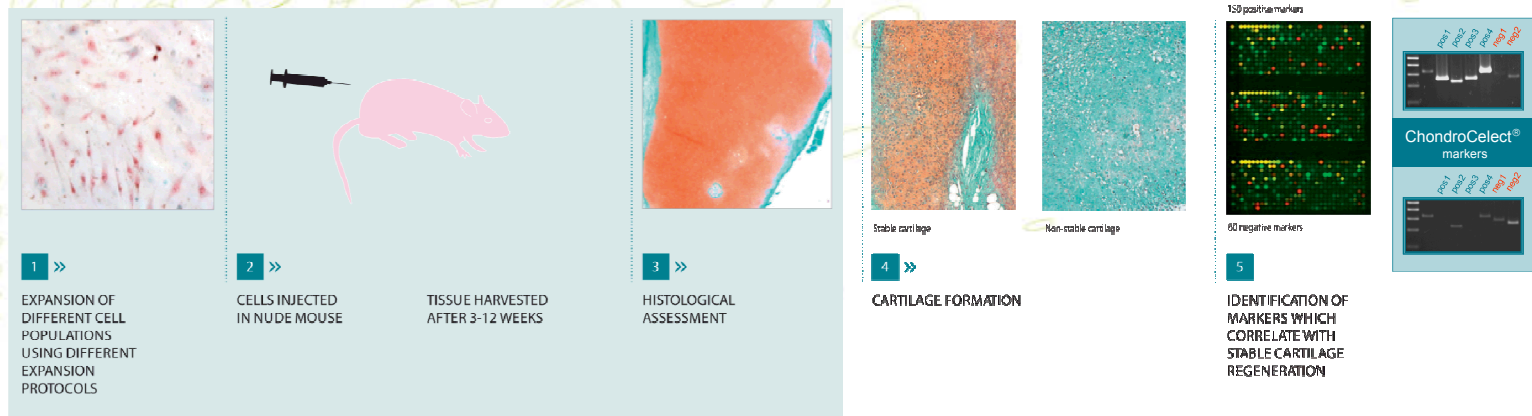 1 »
EXPANSION OF
DIFFERENT CELL
POPULATIONS
USING DIFFERENT
EXPANSION
PROTOCOLS
2 »
CELLS INJECTED
IN NUDE MOUSE
TISSUE HARVESTED
AFTER 3-12 WEEKS
3 »
HISTOLOGICAL
ASSESSMENT
Stable cartilage
Non-stable cartilage
4 »
CARTILAGE FORMATION
150 positive markers
60 negative markers
5
IDENTIFICATION OF
MARKERS WHICH
CORRELATE WITH
STABLE CARTILAGE
REGENERATION
pos1 pos2 pos3 pos4 neg1 neg2
ChondroCelect®
markers
pos1 pos2 pos3 pos4 neg1 neg2